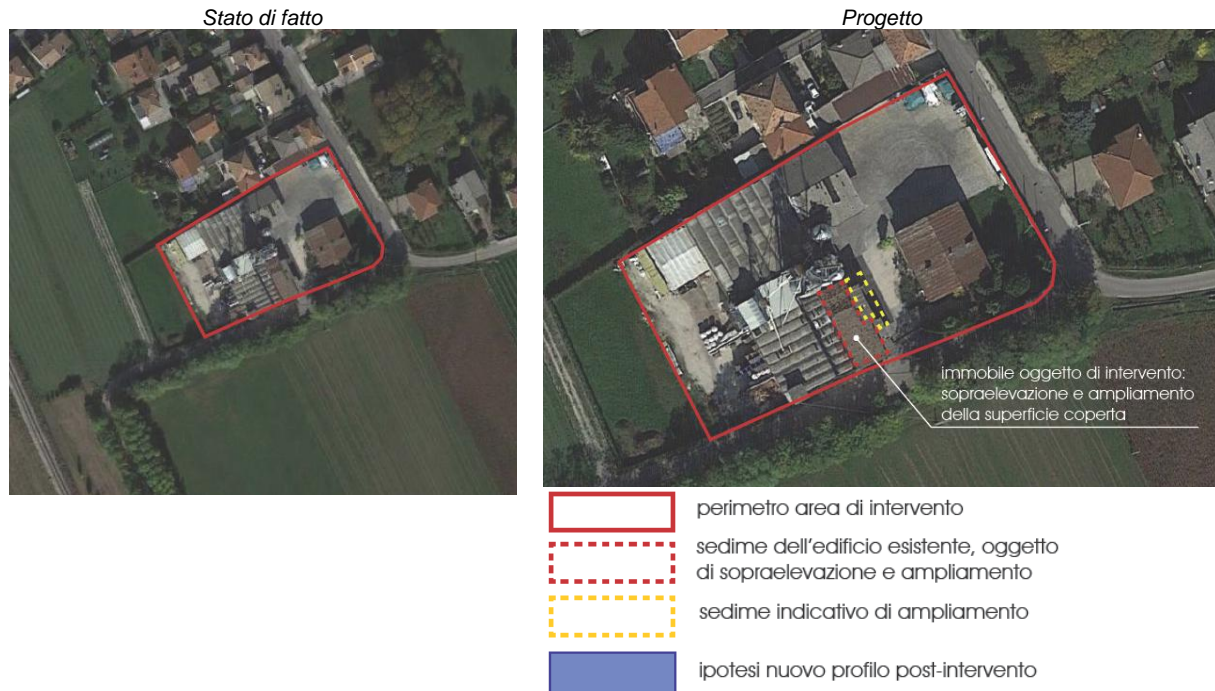 Stato di fatto
Progetto
immobile oggetto di intervento:
sopraelevazione e ampliamento
della superficie coperta
perimetro area di intervento
sedime dell'edificio esistente, oggetto
di sopraelevazione e ampliamento
sedime indicativo di ampliamento
ipotesi nuovo profilo post-intervento